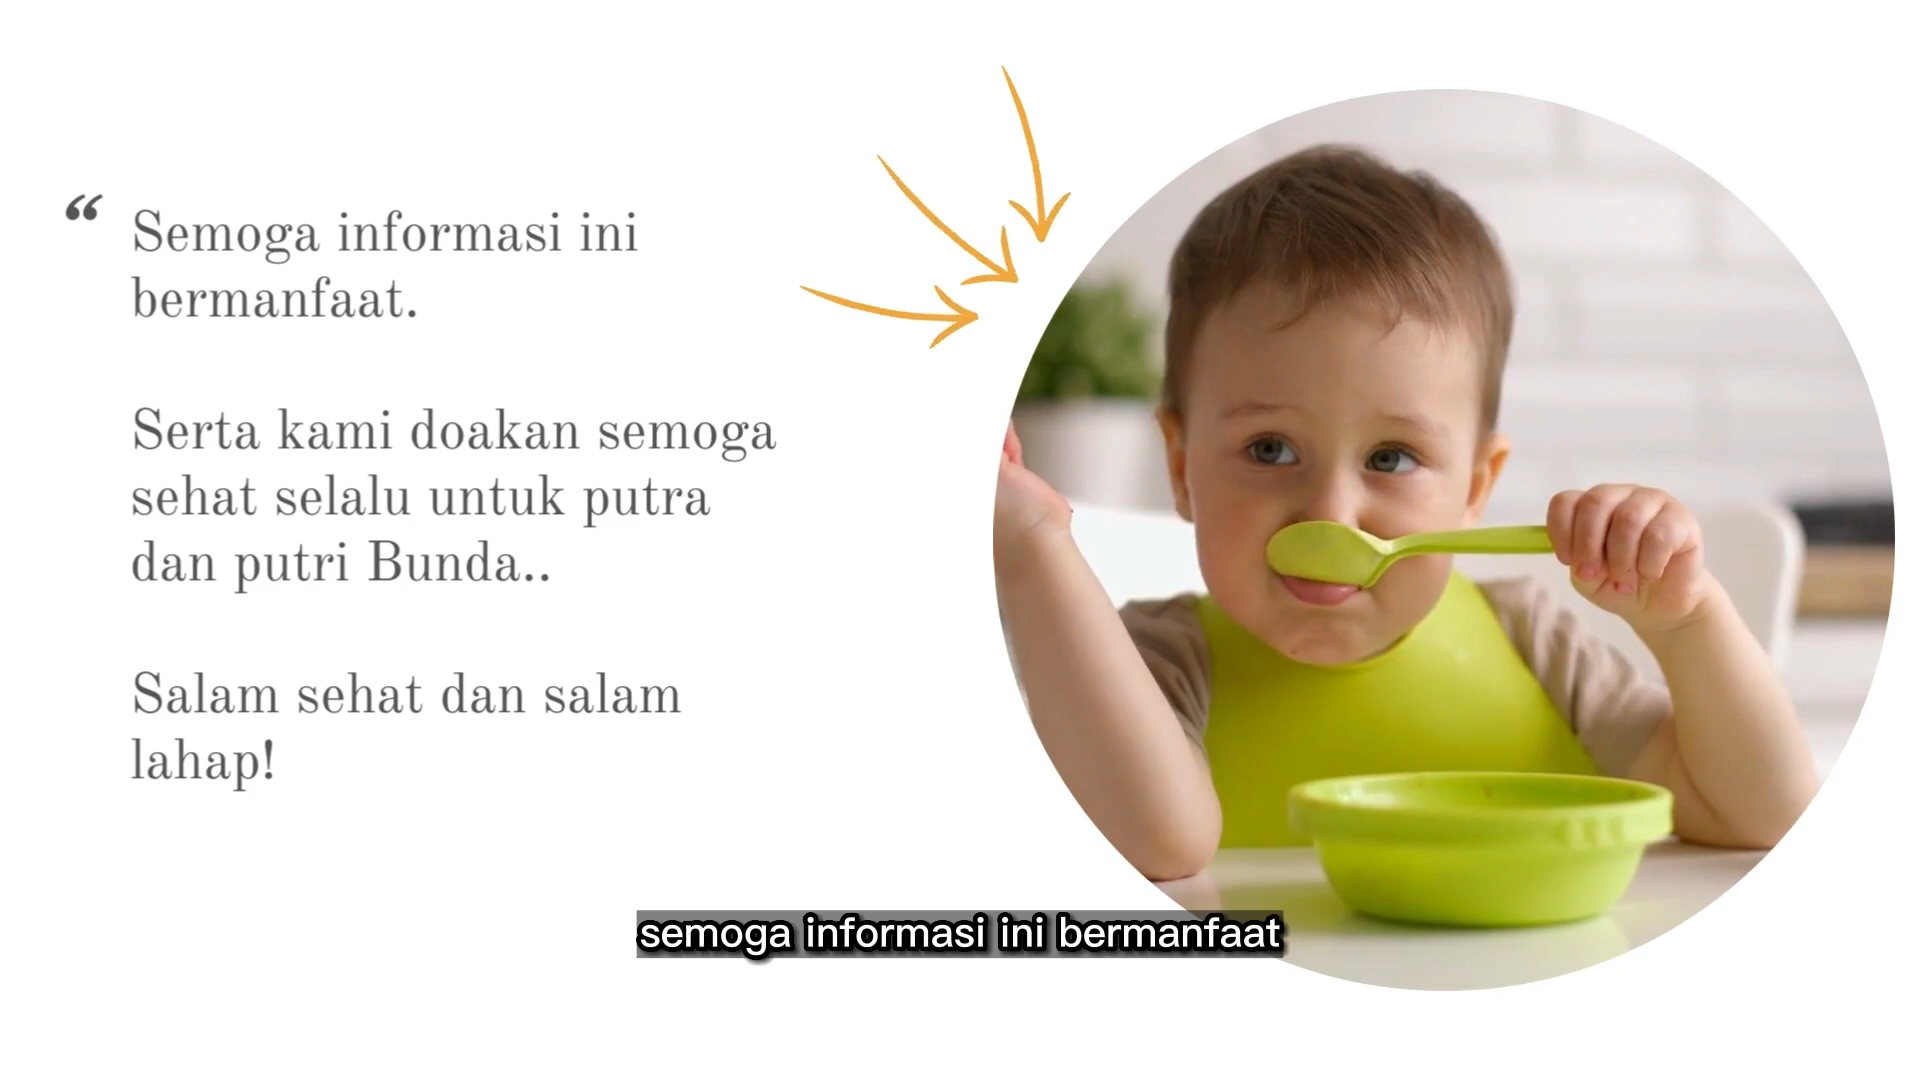 “ Semoga informasi ini
bermanfaat.
Serta kami doakan semoga
sehat selalu untuk putra
dan putri Bunda..
Salam sehat dan salam
lahap!
semoga informasi ini bermanfaat